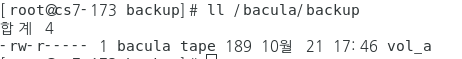 [root@cs7-173 backup]# ll /bacula/backup
합계 4
-rw-r----- 1 bacula tape 189 10월 21 17:46 vol_a